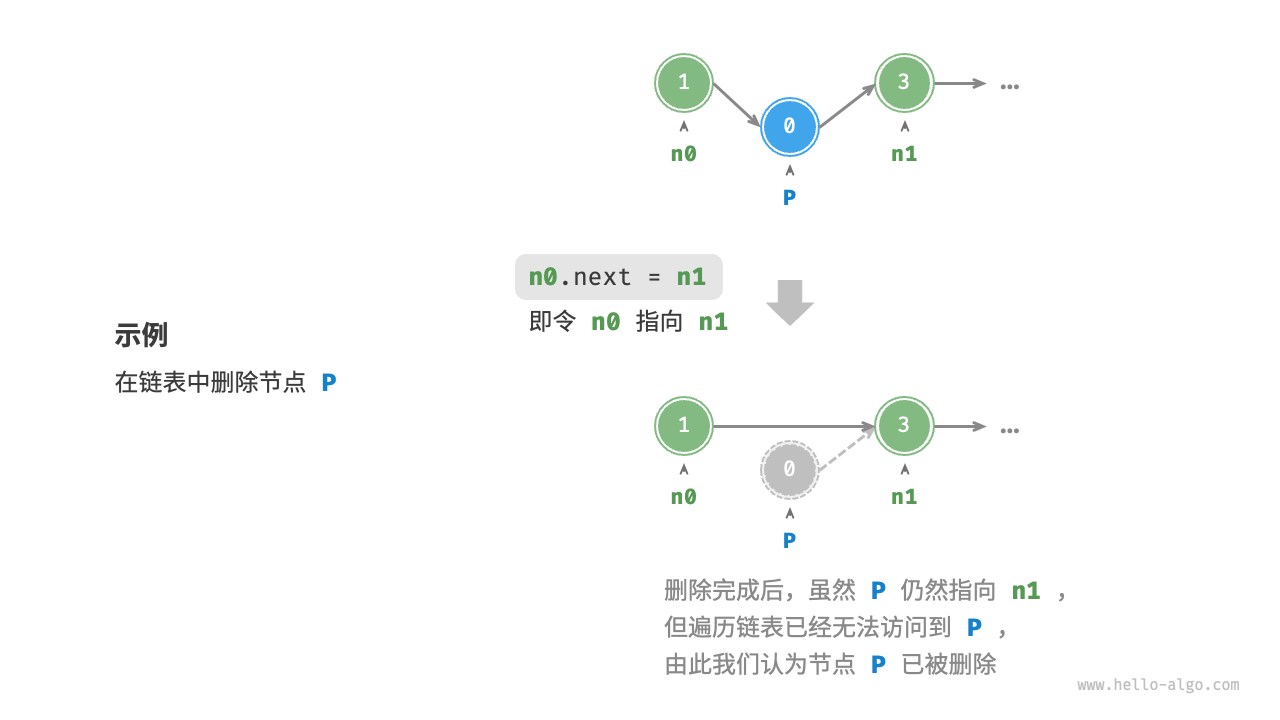 示例
在链表中删除节点 P
1
0
3
...
n0
P
n1
n0.next = n1
即令 n0 指向 n1
1
0
3
...
n0
P
n1
删除完成后，虽然 P 仍然指向 n1 ，
但遍历链表已经无法访问到 P ，
由此我们认为节点 P 已被删除
www.hello-algo.com